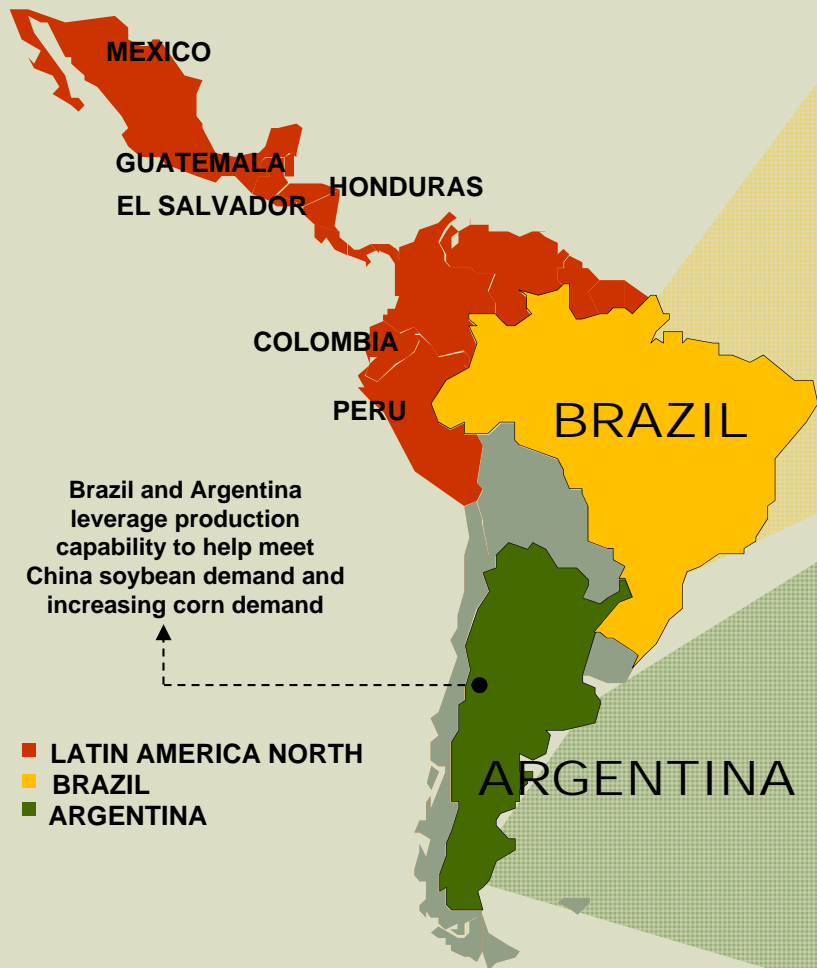 MEXICO
GUATEMALA
HONDURAS
EL SALVADOR
COLOMBIA
PERU
BRAZIL
Brazil and Argentina
leverage production
capability to help meet
China soybean demand and
increasing corn demand
LATIN AMERICA NORTH
BRAZIL
ARGENTINA
ARGENTINA